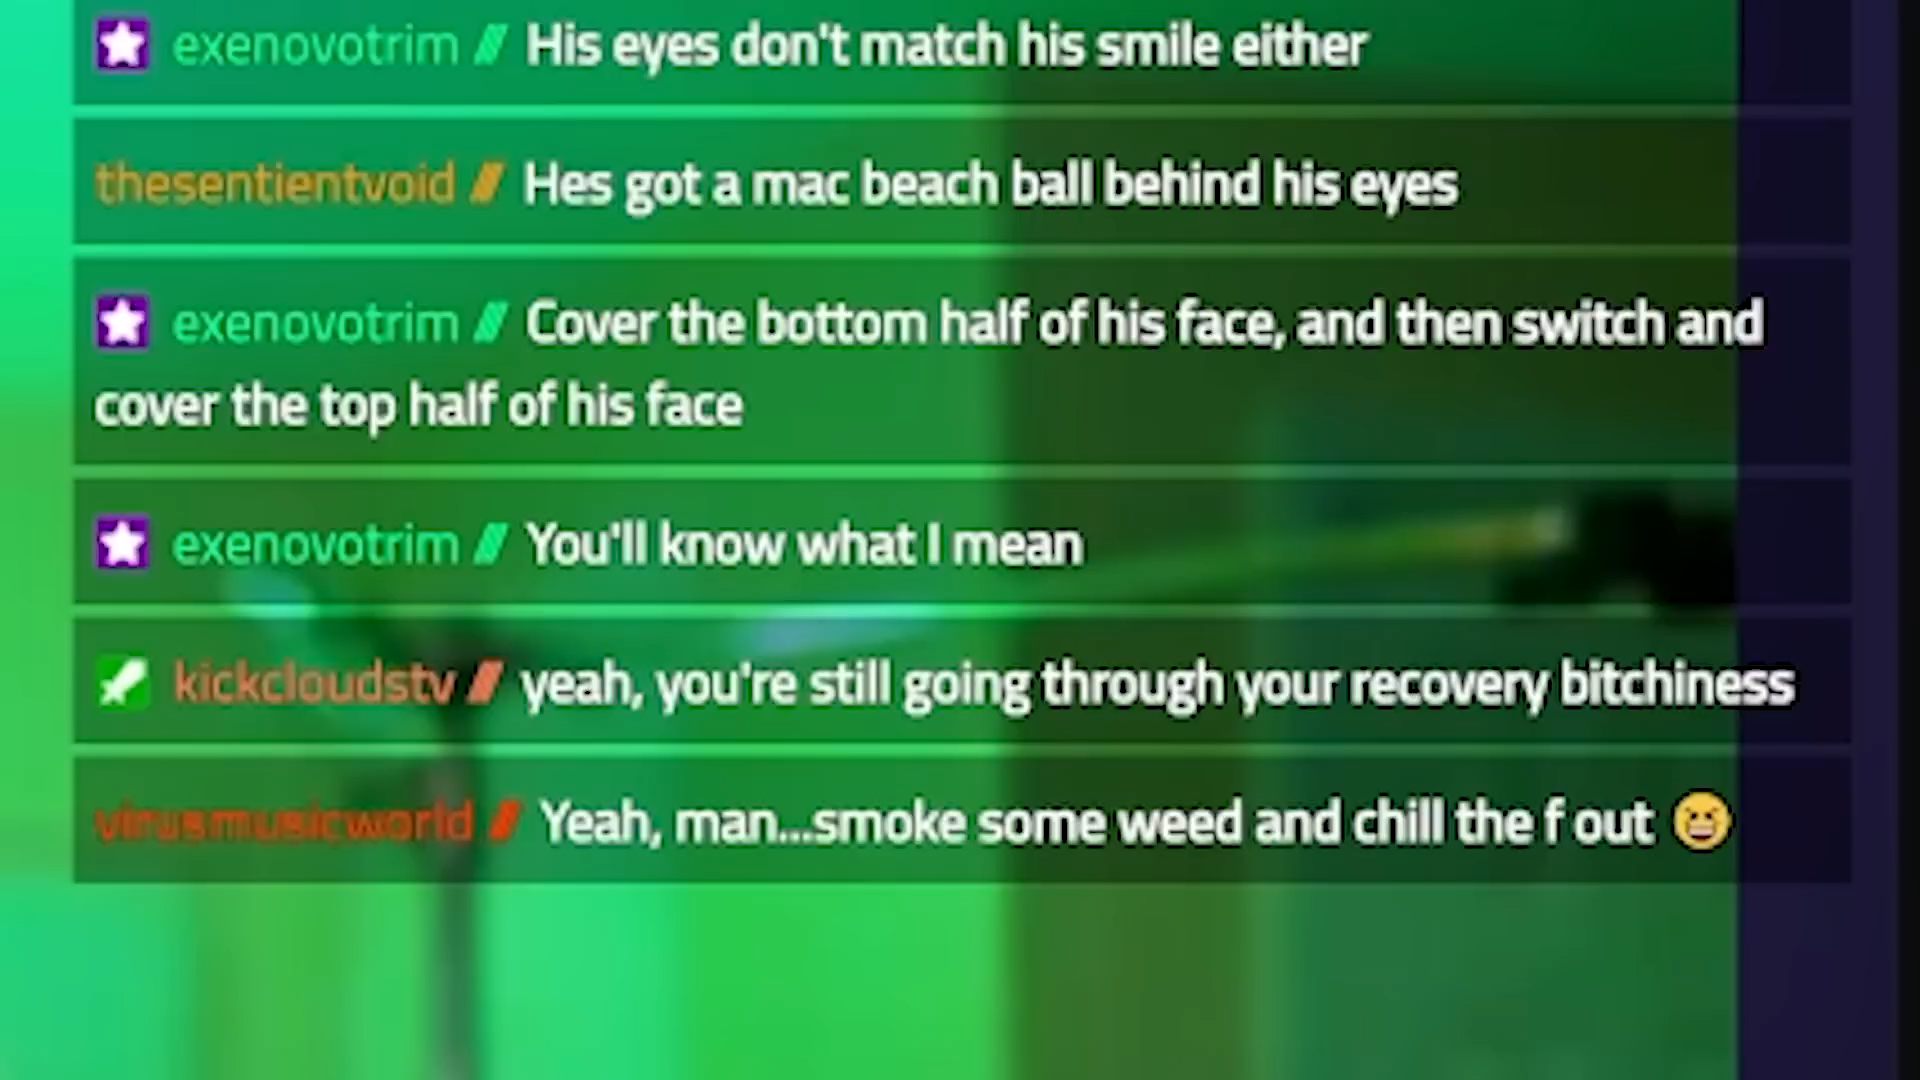 exenovotrim // His eyes don't match his smile either
thesentientvoid // Hes got a mac beach ball behind his eyes
exenovotrim // Cover the bottom half of his face, and then switch and
cover the top half of his face
exenovotrim // You'll know what I mean
kickcloudstv // yeah, you're still going through your recovery bitchiness
virusmusicworld // Yeah, man...smoke some weed and chill the f out 😆